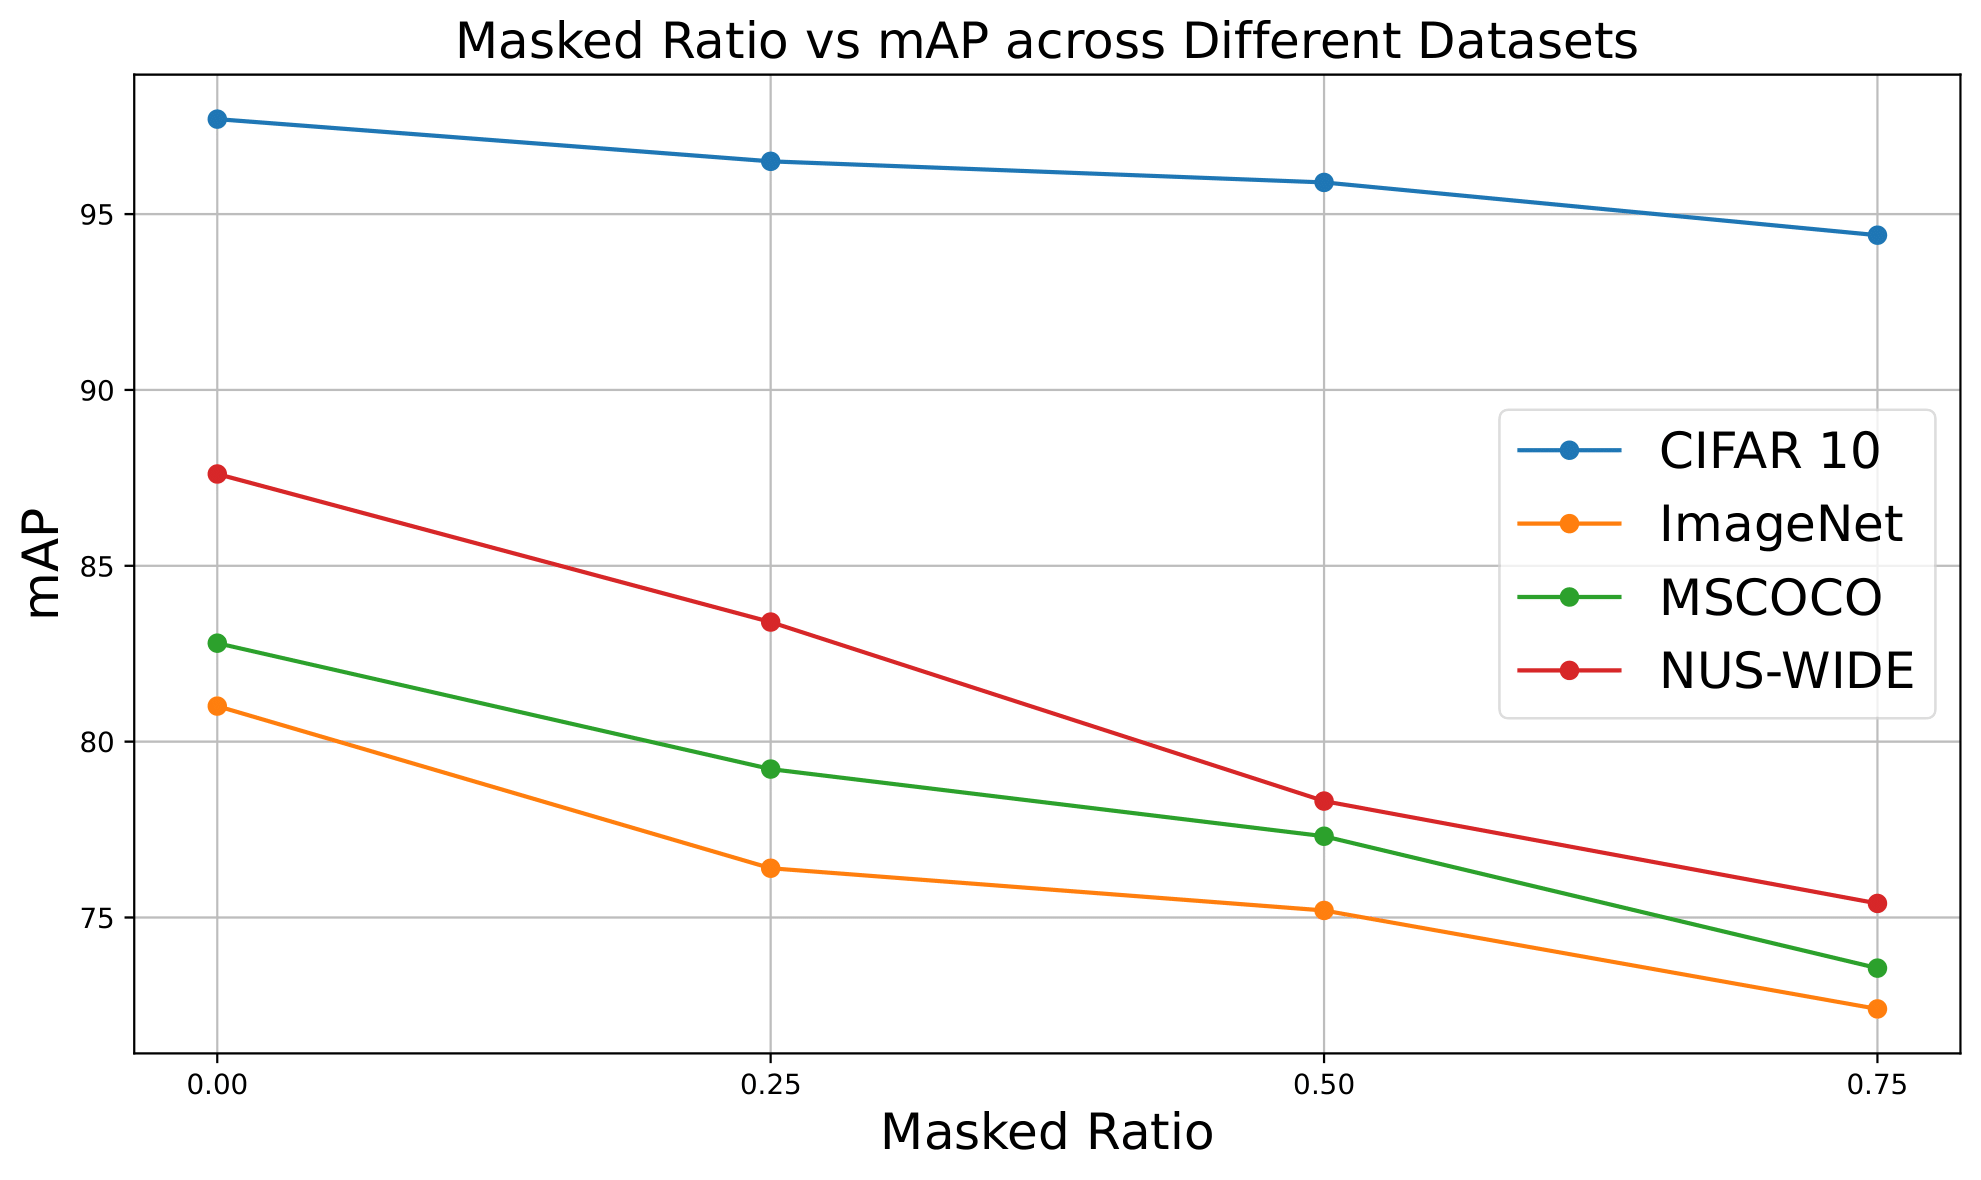 Masked Ratio vs mAP across Different Datasets
mAP
95
90
85
80
75
CIFAR 10
ImageNet
MSCOCO
NUS-WIDE
0.00 0.25 0.50 0.75
Masked Ratio